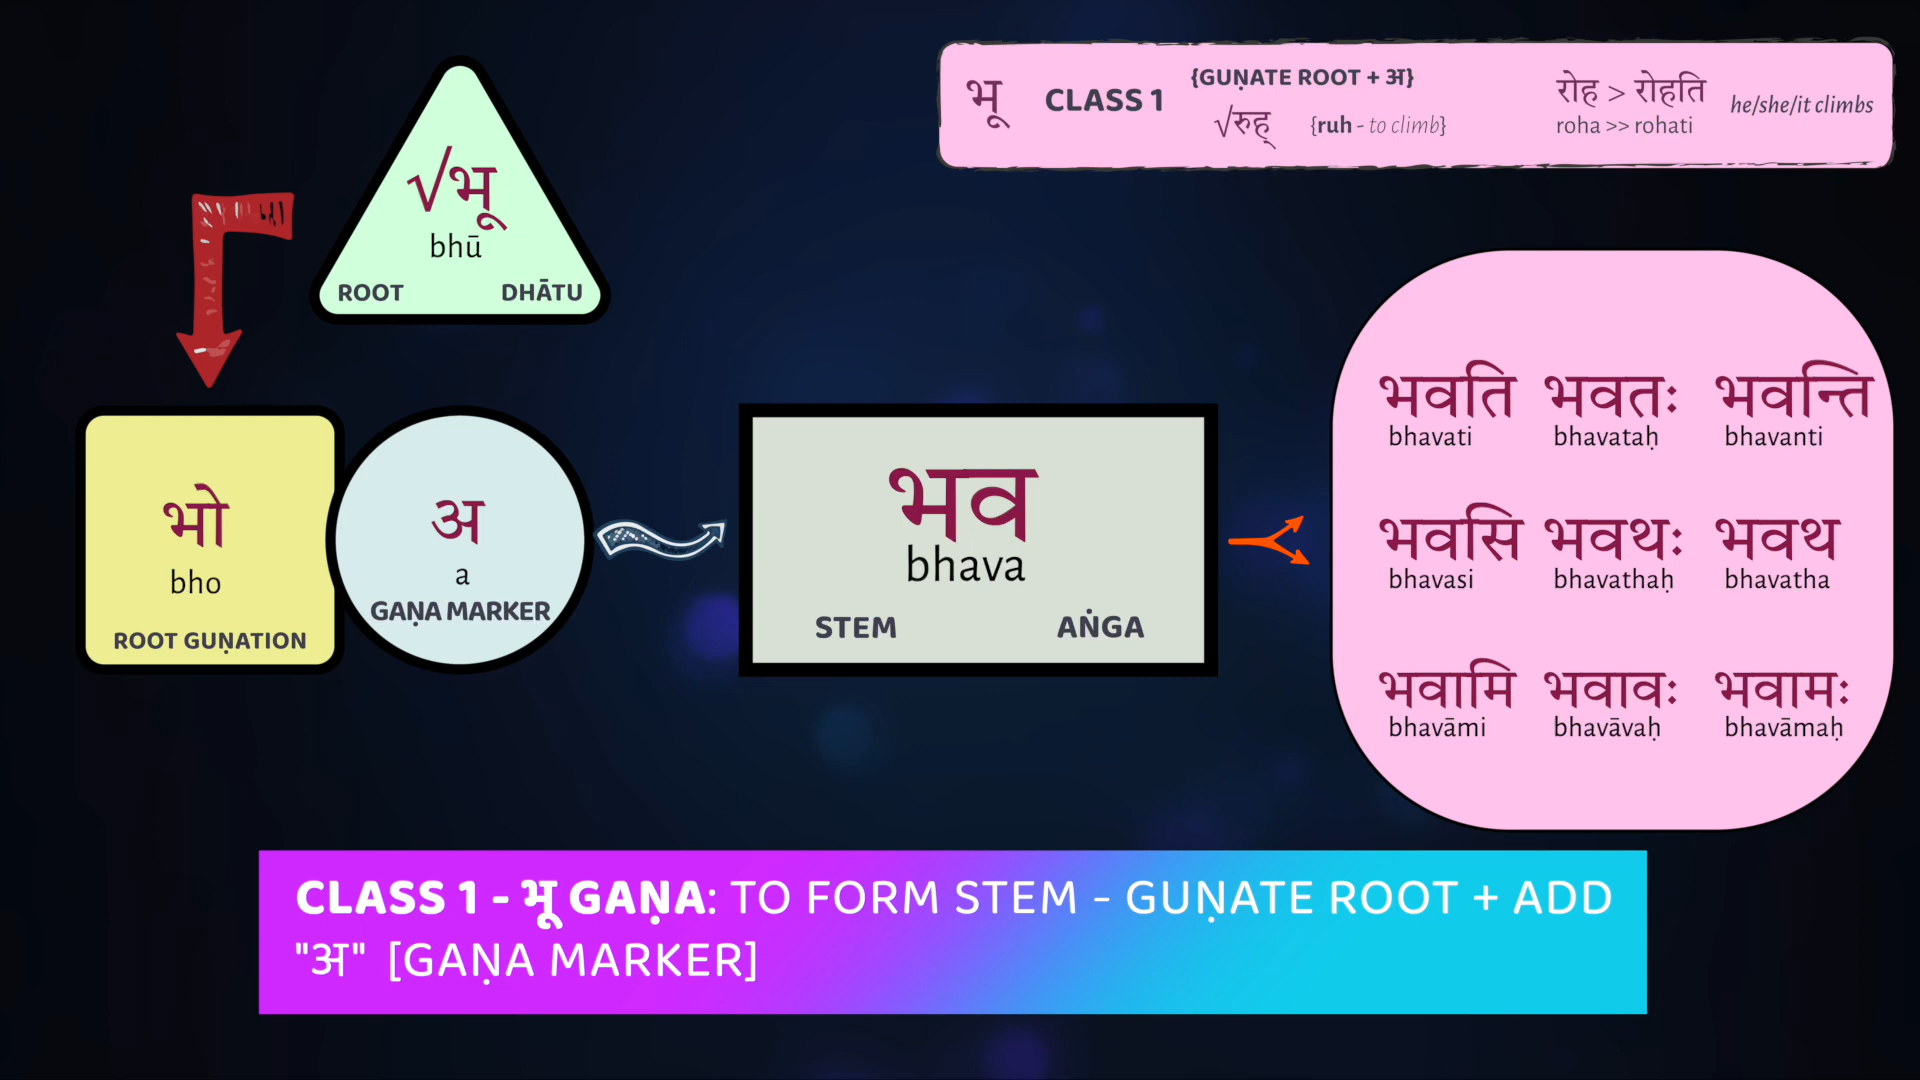 भू CLASS 1 {GUṆATE ROOT + अ}
√रुह् {ruh - to climb}
रोह > रोहति
roha >> rohati
he/she/it climbs
√भू
bhū
ROOT DHĀTU
भो
bho
ROOT GUṆATION
अ
a
GAṆA MARKER
भव
bhava
STEM AṄGA
भवति भवतः भवन्ति
bhavati bhavataḥ bhavanti
भवसि भवथः भवथ
bhavasi bhavathaḥ bhavatha
भवामि भवावः भवामः
bhavāmi bhavāvaḥ bhavāmaḥ
CLASS 1 - भू GAṆA: TO FORM STEM - GUṆATE ROOT + ADD
"अ" [GAṆA MARKER]